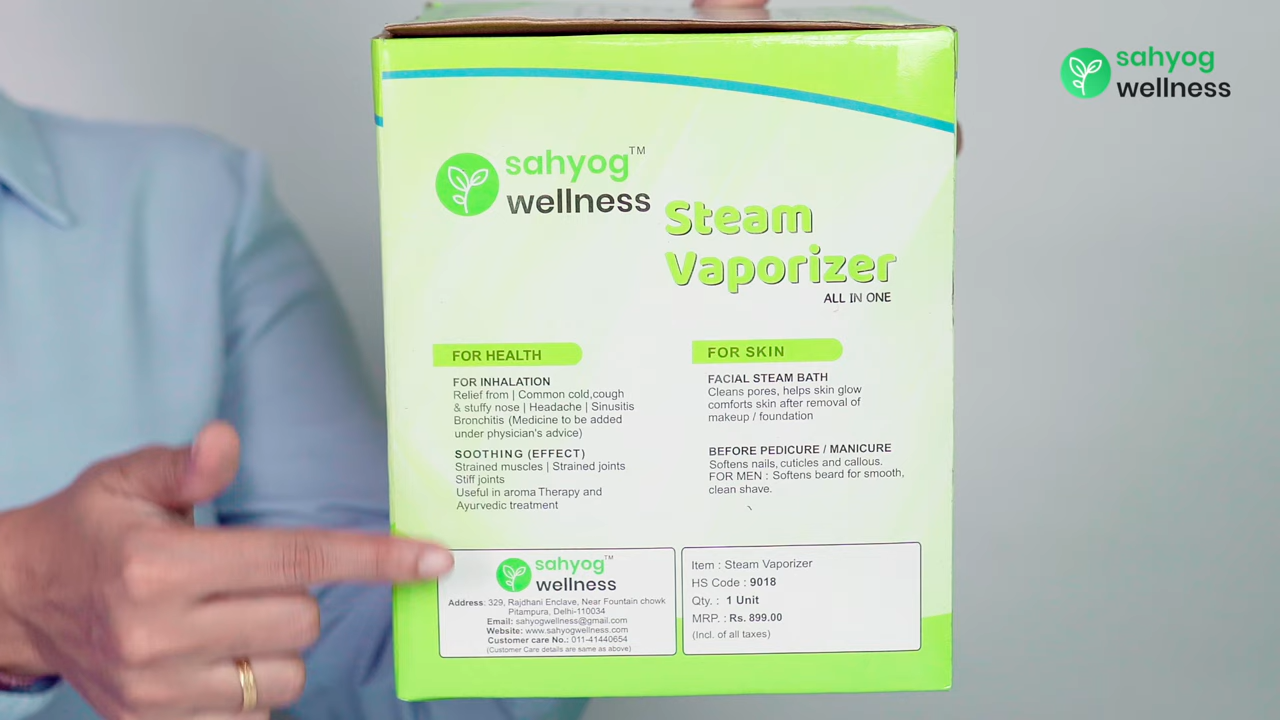 sahyog
wellness
sahyog™
wellness
Steam
Vaporizer
ALL IN ONE
FOR HEALTH
FOR INHALATION
Relief from | Common cold,cough
& stuffy nose | Headache | Sinusitis
Bronchitis (Medicine to be added
under physician's advice)
SOOTHING (EFFECT)
Strained muscles | Strained joints
Stiff joints
Useful in aroma Therapy and
Ayurvedic treatment
FOR SKIN
FACIAL STEAM BATH
Cleans pores, helps skin glow
comforts skin after removal of
makeup / foundation
BEFORE PEDICURE / MANICURE
Softens nails, cuticles and callous.
FOR MEN : Softens beard for smooth,
clean shave.
sahyog™
wellness
Address: 329, Rajdhani Enclave, Near Fountain chowk
Pitampura, Delhi-110034
Email: sahyogwellness@gmail.com
Website: www.sahyogwellness.com
Customer care No.: 011-41440654
(Customer Care details are same as above)
Item : Steam Vaporizer
HS Code : 9018
Qty. : 1 Unit
MRP. : Rs. 899.00
(Incl. of all taxes)